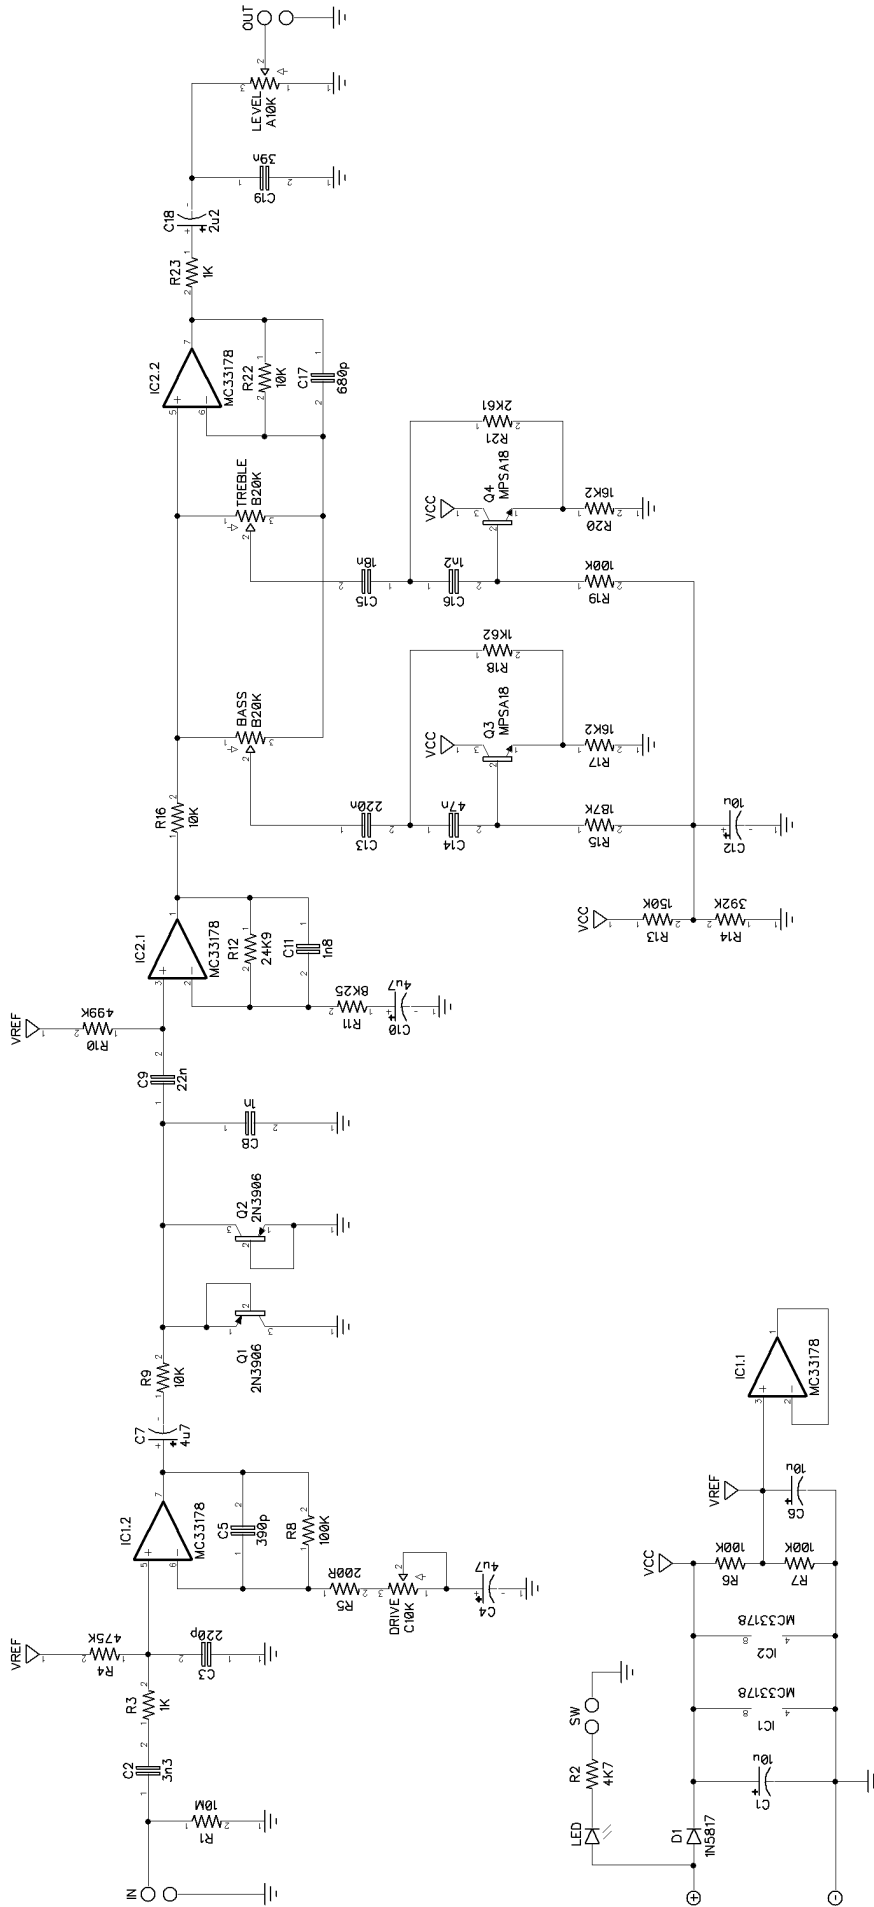 IN
R1
10M
C2
3n3
R3
1K
VREF
R4
475K
C3
220p
IC1.2
MC33178
C5
390p
R8
100K
R5
200R
DRIVE
C10K
C4
4u7
C7
4u7
R9
10K
Q1
2N3906
Q2
2N3906
C8
1n
C9
22n
VREF
R10
499K
IC2.1
MC33178
R12
24K9
C11
1n8
R11
8K25
C10
4u7
R16
10K
BASS
B20K
TREBLE
B20K
IC2.2
MC33178
R22
10K
C17
680p
R23
1K
C18
2u2
C19
39n
LEVEL
A10K
OUT
C13
220n
C14
47n
R15
187K
VCC
Q3
MPSA18
R18
1K62
R17
16K2
C15
18n
C16
1n2
R19
100K
VCC
Q4
MPSA18
R21
2K61
R20
16K2
VCC
R13
150K
R14
392K
C12
10u
LED
R2
4K7
SW
D1
1N5817
C1
10u
IC1
MC33178
IC2
MC33178
VCC
R6
100K
R7
100K
VREF
C6
10u
IC1.1
MC33178